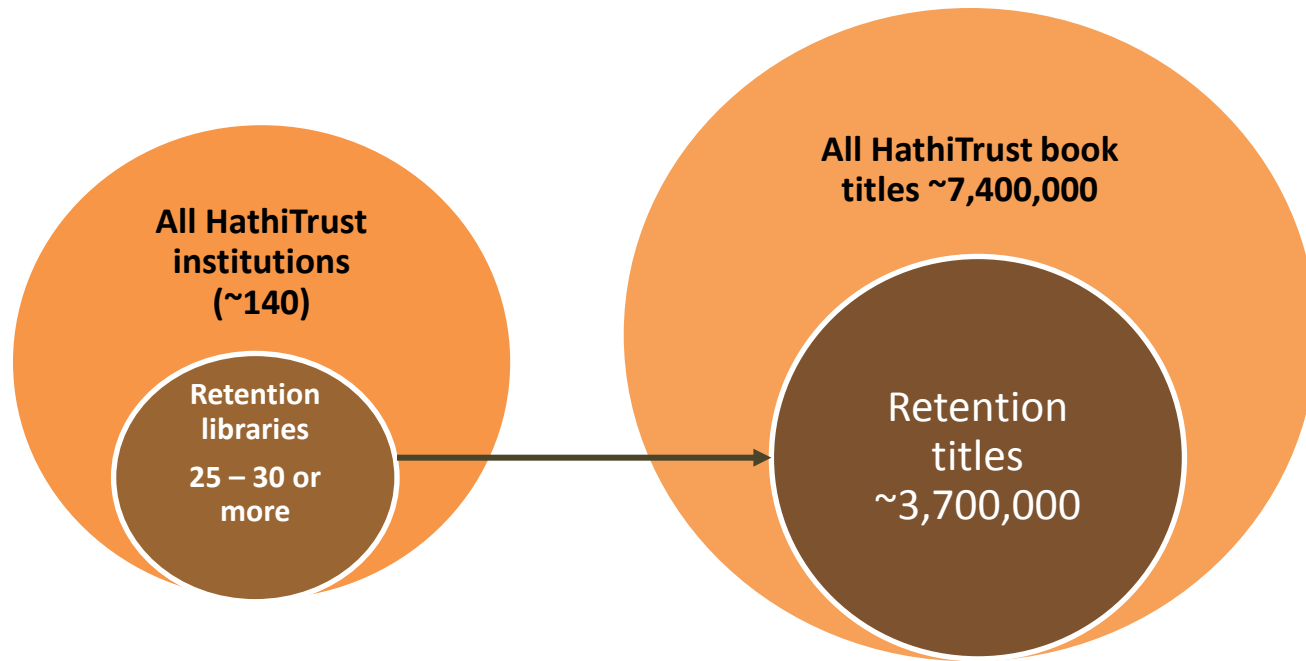 All HathiTrust
institutions
(~140)
Retention
libraries
25 – 30 or
more
All HathiTrust book
titles ~7,400,000
Retention
titles
~3,700,000